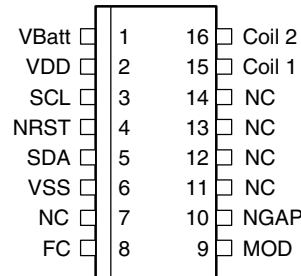 VBatt 1 16 Coil 2
VDD 2 15 Coil 1
SCL 3 14 NC
NRST 4 13 NC
SDA 5 12 NC
VSS 6 11 NC
NC 7 10 NGAP
FC 8 9 MOD